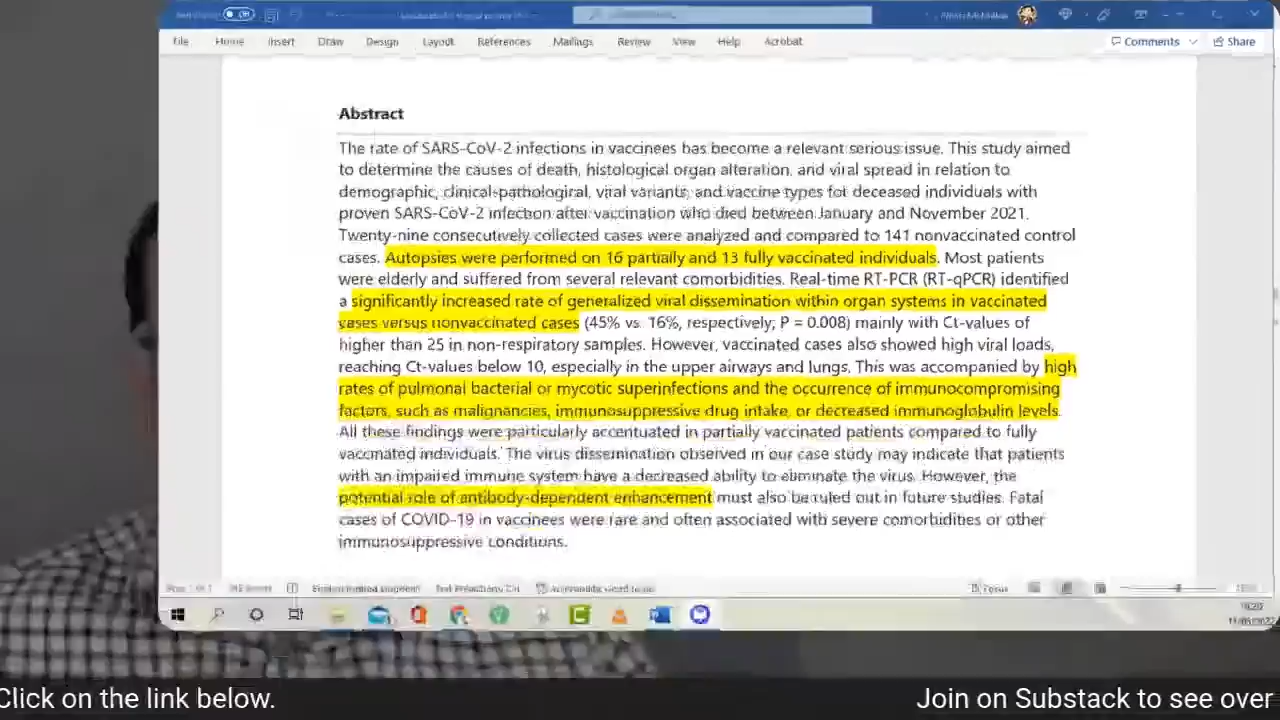 File Home Insert Draw Design Layout References Mailings Review View Help Acrobat Comments Share
Abstract
The rate of SARS-CoV-2 infections in vaccinees has become a relevant serious issue. This study aimed
to determine the causes of death, histological organ alteration, and viral spread in relation to
demographic, clinical-pathological, viral variants, and vaccine types for deceased individuals with
proven SARS-CoV-2 infection after vaccination who died between January and November 2021.
Twenty-nine consecutively collected cases were analyzed and compared to 141 nonvaccinated control
cases. Autopsies were performed on 16 partially and 13 fully vaccinated individuals. Most patients
were elderly and suffered from several relevant comorbidities. Real-time RT-PCR (RT-qPCR) identified
a significantly increased rate of generalized viral dissemination within organ systems in vaccinated
cases versus nonvaccinated cases (45% vs. 16%, respectively; P = 0.008) mainly with Ct-values of
higher than 25 in non-respiratory samples. However, vaccinated cases also showed high viral loads,
reaching Ct-values below 10, especially in the upper airways and lungs. This was accompanied by high
rates of pulmonal bacterial or mycotic superinfections and the occurrence of immunocompromising
factors, such as malignancies, immunosuppressive drug intake, or decreased immunoglobulin levels.
All these findings were particularly accentuated in partially vaccinated patients compared to fully
vaccinated individuals. The virus dissemination observed in our case study may indicate that patients
with an impaired immune system have a decreased ability to eliminate the virus. However, the
potential role of antibody-dependent enhancement must also be ruled out in future studies. Fatal
cases of COVID-19 in vaccinees were rare and often associated with severe comorbidities or other
immunosuppressive conditions.
Focus
Click on the link below. Join on Substack to see over